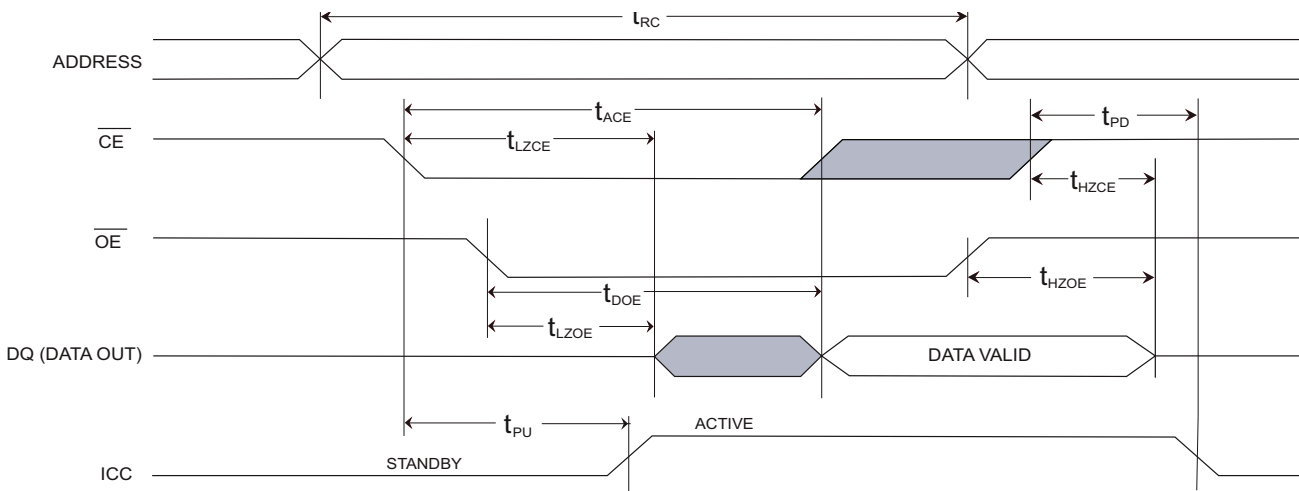 tRC
ADDRESS
tACE
tPD
CE
tLZCE
tHZCE
OE
tHZOE
tDOE
tLZOE
DQ (DATA OUT)
DATA VALID
tPU
ACTIVE
STANDBY
ICC